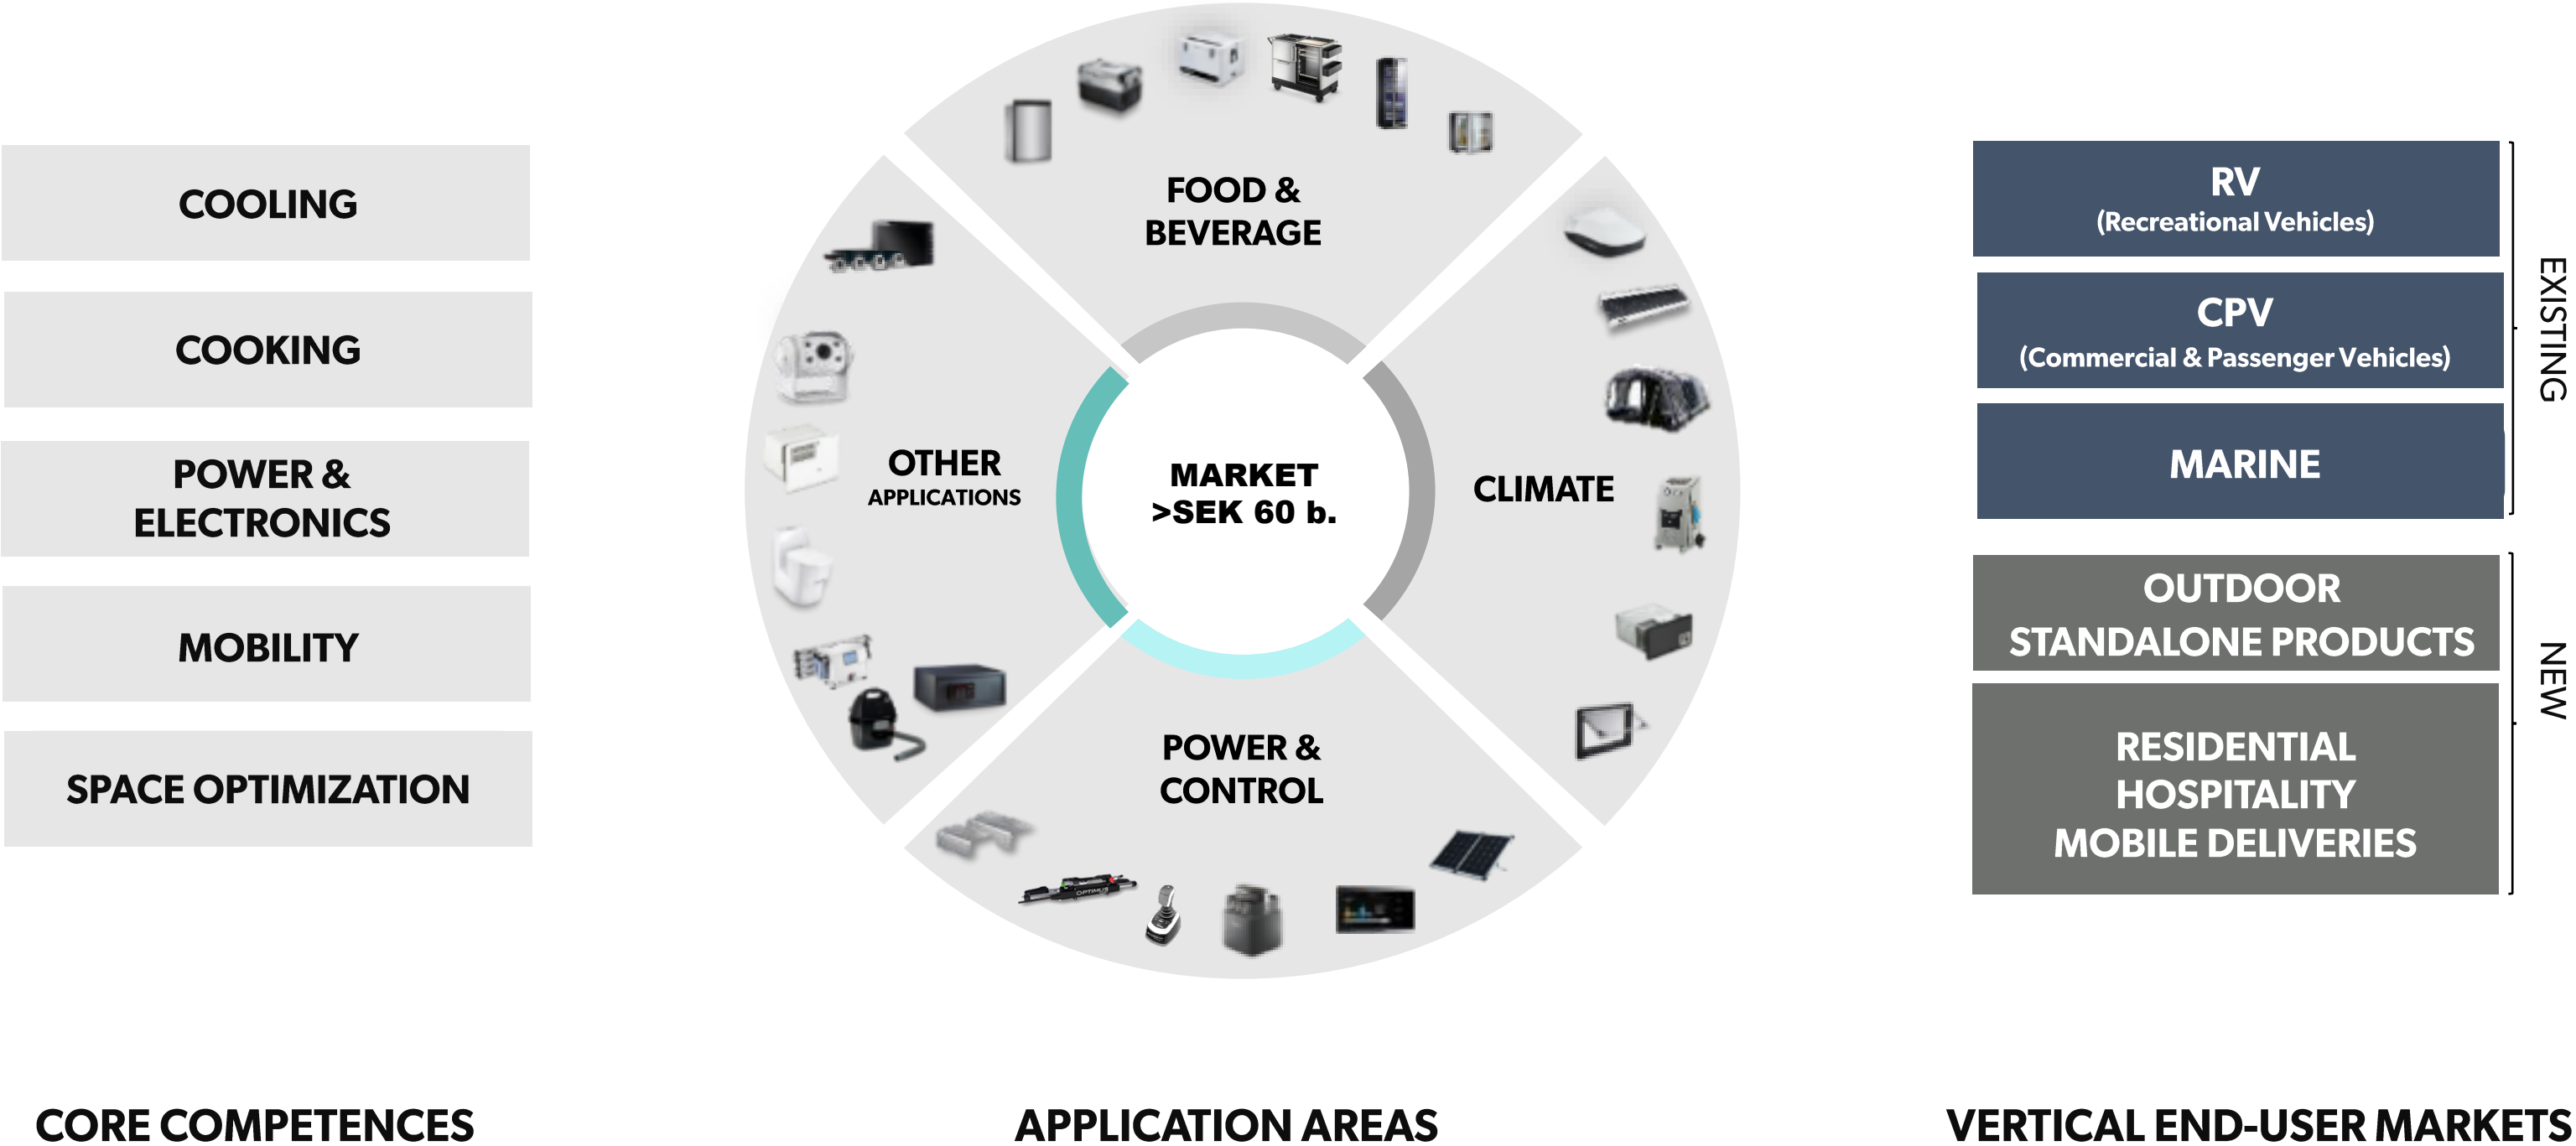 COOLING
COOKING
POWER &
ELECTRONICS
MOBILITY
SPACE OPTIMIZATION
CORE COMPETENCES
FOOD &
BEVERAGE
OTHER
APPLICATIONS
MARKET
>SEK 60 b.
CLIMATE
POWER &
CONTROL
OPTIMUS
APPLICATION AREAS
RV
(Recreational Vehicles)
CPV
(Commercial & Passenger Vehicles)
MARINE
EXISTING
OUTDOOR
STANDALONE PRODUCTS
RESIDENTIAL
HOSPITALITY
MOBILE DELIVERIES
NEW
VERTICAL END-USER MARKETS